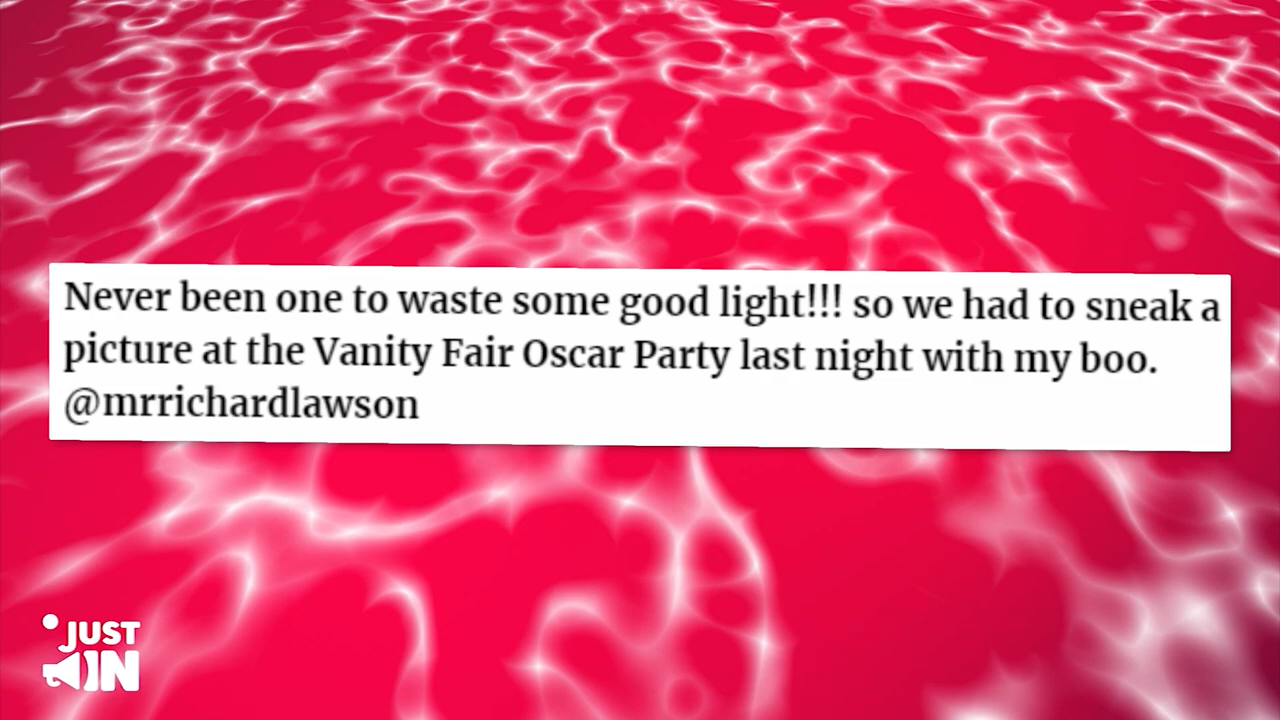 Never been one to waste some good light!!! so we had to sneak a
picture at the Vanity Fair Oscar Party last night with my boo.
@mrrichardlawson
JUST
IN